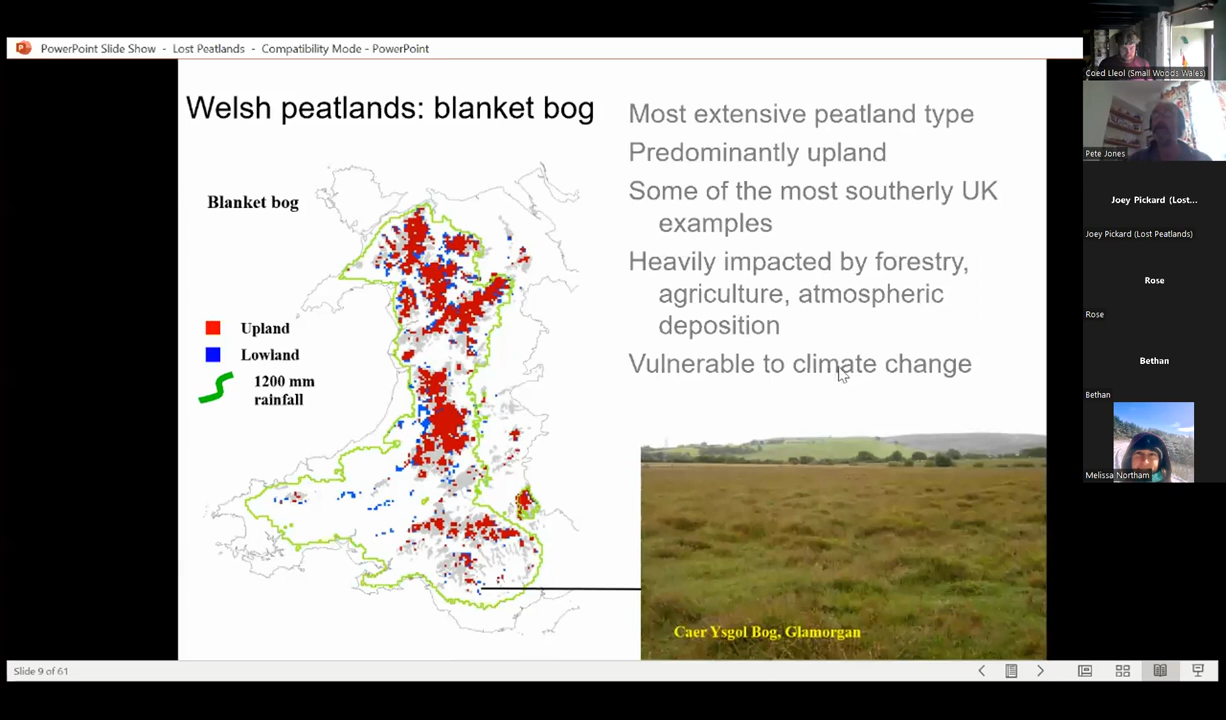 PowerPoint Slide Show - Lost Peatlands - Compatibility Mode - PowerPoint
Welsh peatlands: blanket bog
Blanket bog
Upland
Lowland
1200 mm
rainfall
Most extensive peatland type
Predominantly upland
Some of the most southerly UK
examples
Heavily impacted by forestry,
agriculture, atmospheric
deposition
Vulnerable to climate change
Caer Ysgol Bog, Glamorgan
Slide 9 of 61
Coed Lleol (Small Woods Wales)
Pete Jones
Joey Pickard (Lost...
Joey Pickard (Lost Peatlands)
Rose
Rose
Bethan
Bethan
Melissa Northam